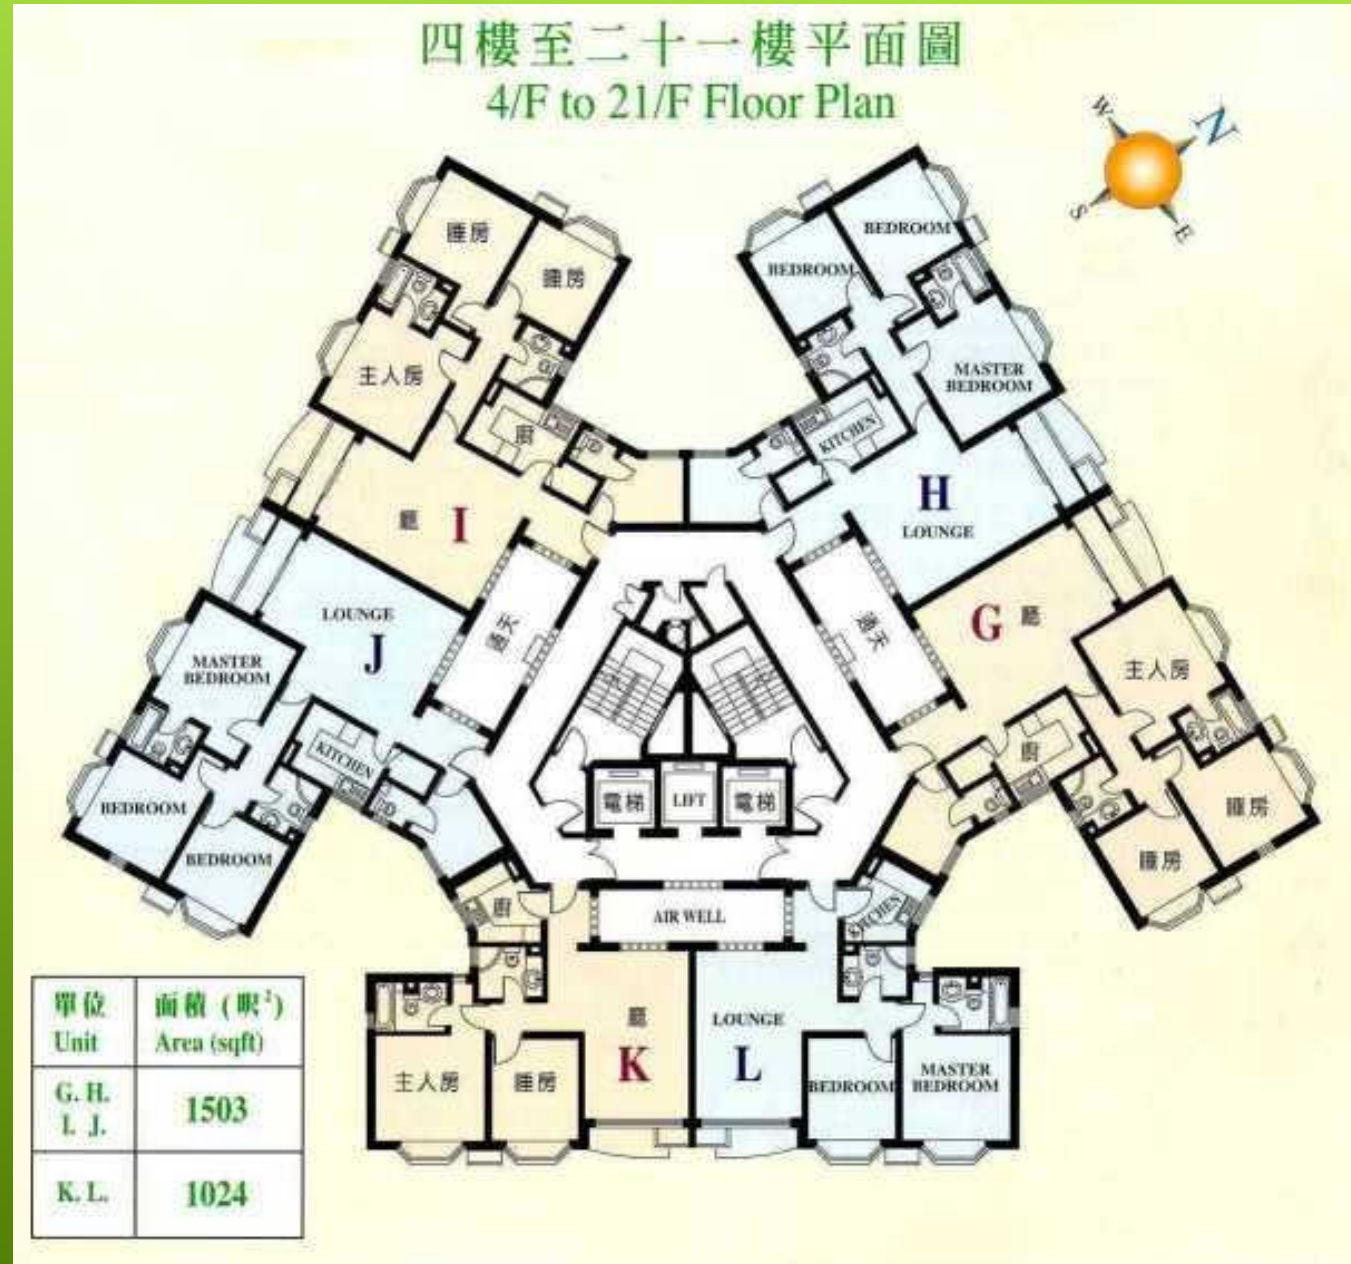 四樓至二十一樓平面圖
4/F to 21/F Floor Plan
W
N
S
E
睡房
睡房
主人房
廚
廳
I
BEDROOM
BEDROOM
MASTER
BEDROOM
KITCHEN
H
LOUNGE
LOUNGE
J
MASTER
BEDROOM
KITCHEN
BEDROOM
BEDROOM
通天
通天
G
廳
主人房
廚
睡房
睡房
電梯
LIFT
電梯
AIR WELL
廚
KITCHEN
廳
K
主人房
睡房
LOUNGE
L
BEDROOM
MASTER
BEDROOM
單位
Unit
面積 (呎²)
Area (sqft)
G. H.
I. J.
1503
K. L.
1024